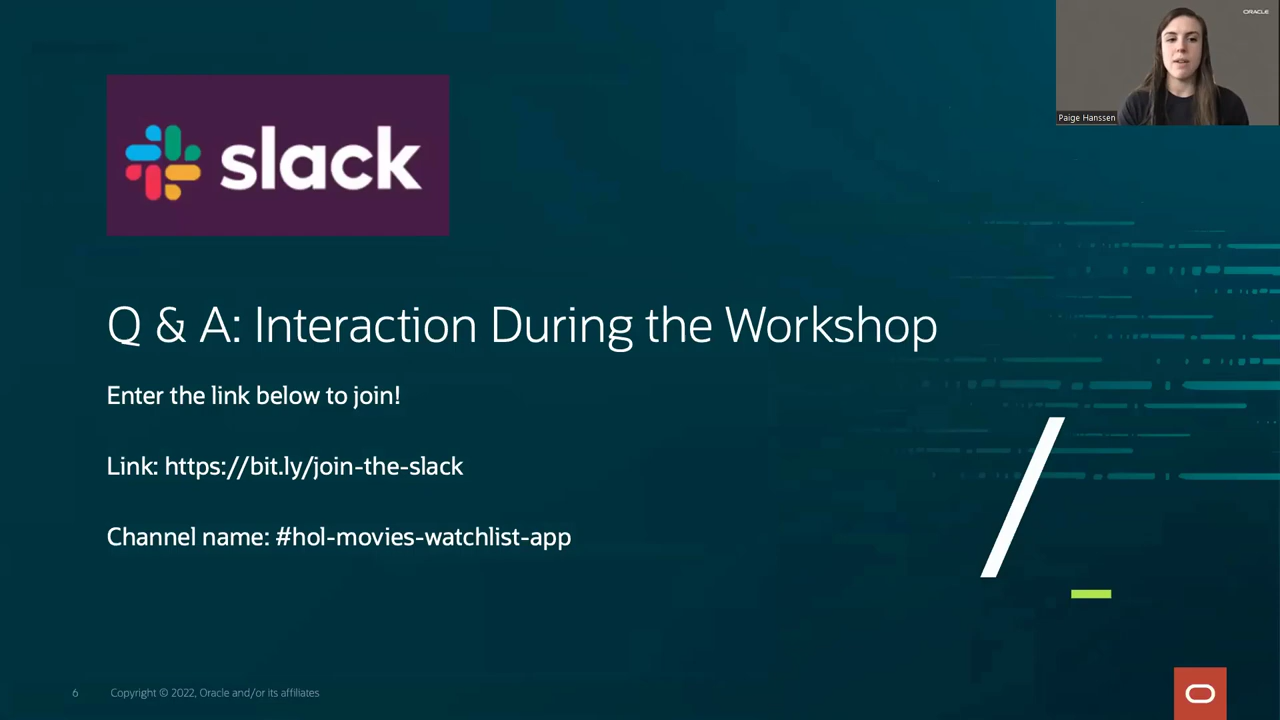 ORACLE
Paige Hanssen
slack
Q & A: Interaction During the Workshop
Enter the link below to join!
Link: https://bit.ly/join-the-slack
Channel name: #hol-movies-watchlist-app
/_
6
Copyright © 2022, Oracle and/or its affiliates